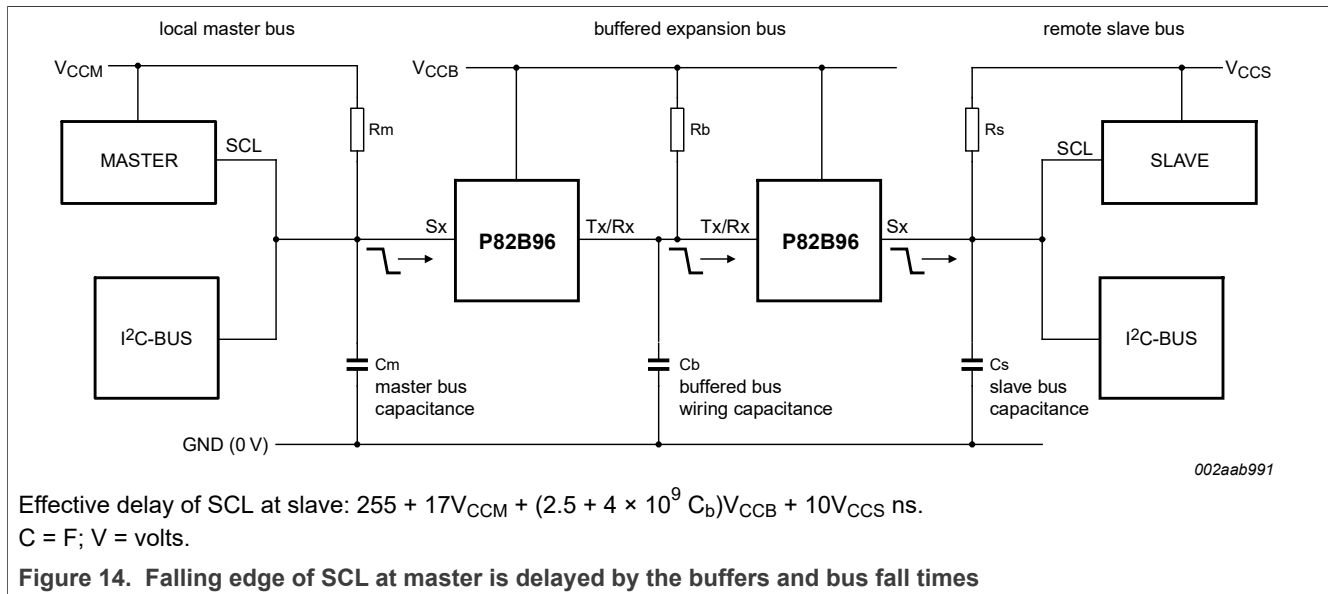 local master bus
buffered expansion bus
remote slave bus
VCCM
VCCB
VCCS
Rm
Rb
Rs
MASTER
SCL
SCL
SLAVE
Sx
P82B96
Tx/Rx
Tx/Rx
P82B96
Sx
I²C-BUS
I²C-BUS
Cm
master bus
capacitance
Cb
buffered bus
wiring capacitance
Cs
slave bus
capacitance
GND (0 V)
002aab991
Effective delay of SCL at slave: 255 + 17VCCM + (2.5 + 4 × 10⁹ Cb)VCCB + 10VCCS ns.
C = F; V = volts.
Figure 14. Falling edge of SCL at master is delayed by the buffers and bus fall times